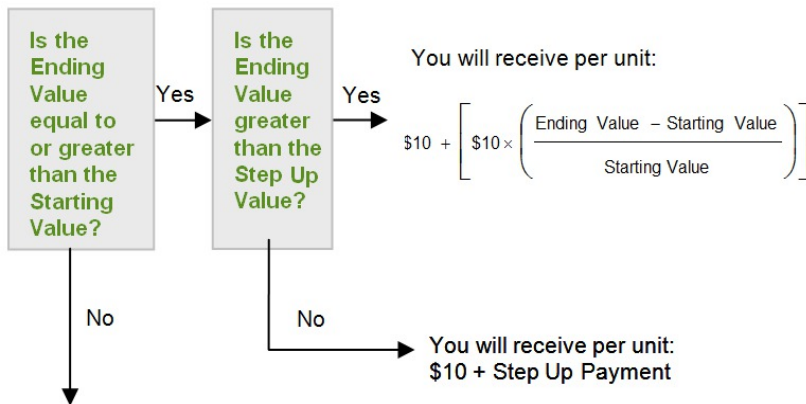 Is the
Ending
Value
equal to
or greater
than the
Starting
Value?
Yes
Is the
Ending
Value
greater
than the
Step Up
Value?
Yes
You will receive per unit:
$10 + [ $10 × ( Ending Value – Starting Value
Starting Value ) ]
No
No
You will receive per unit:
$10 + Step Up Payment